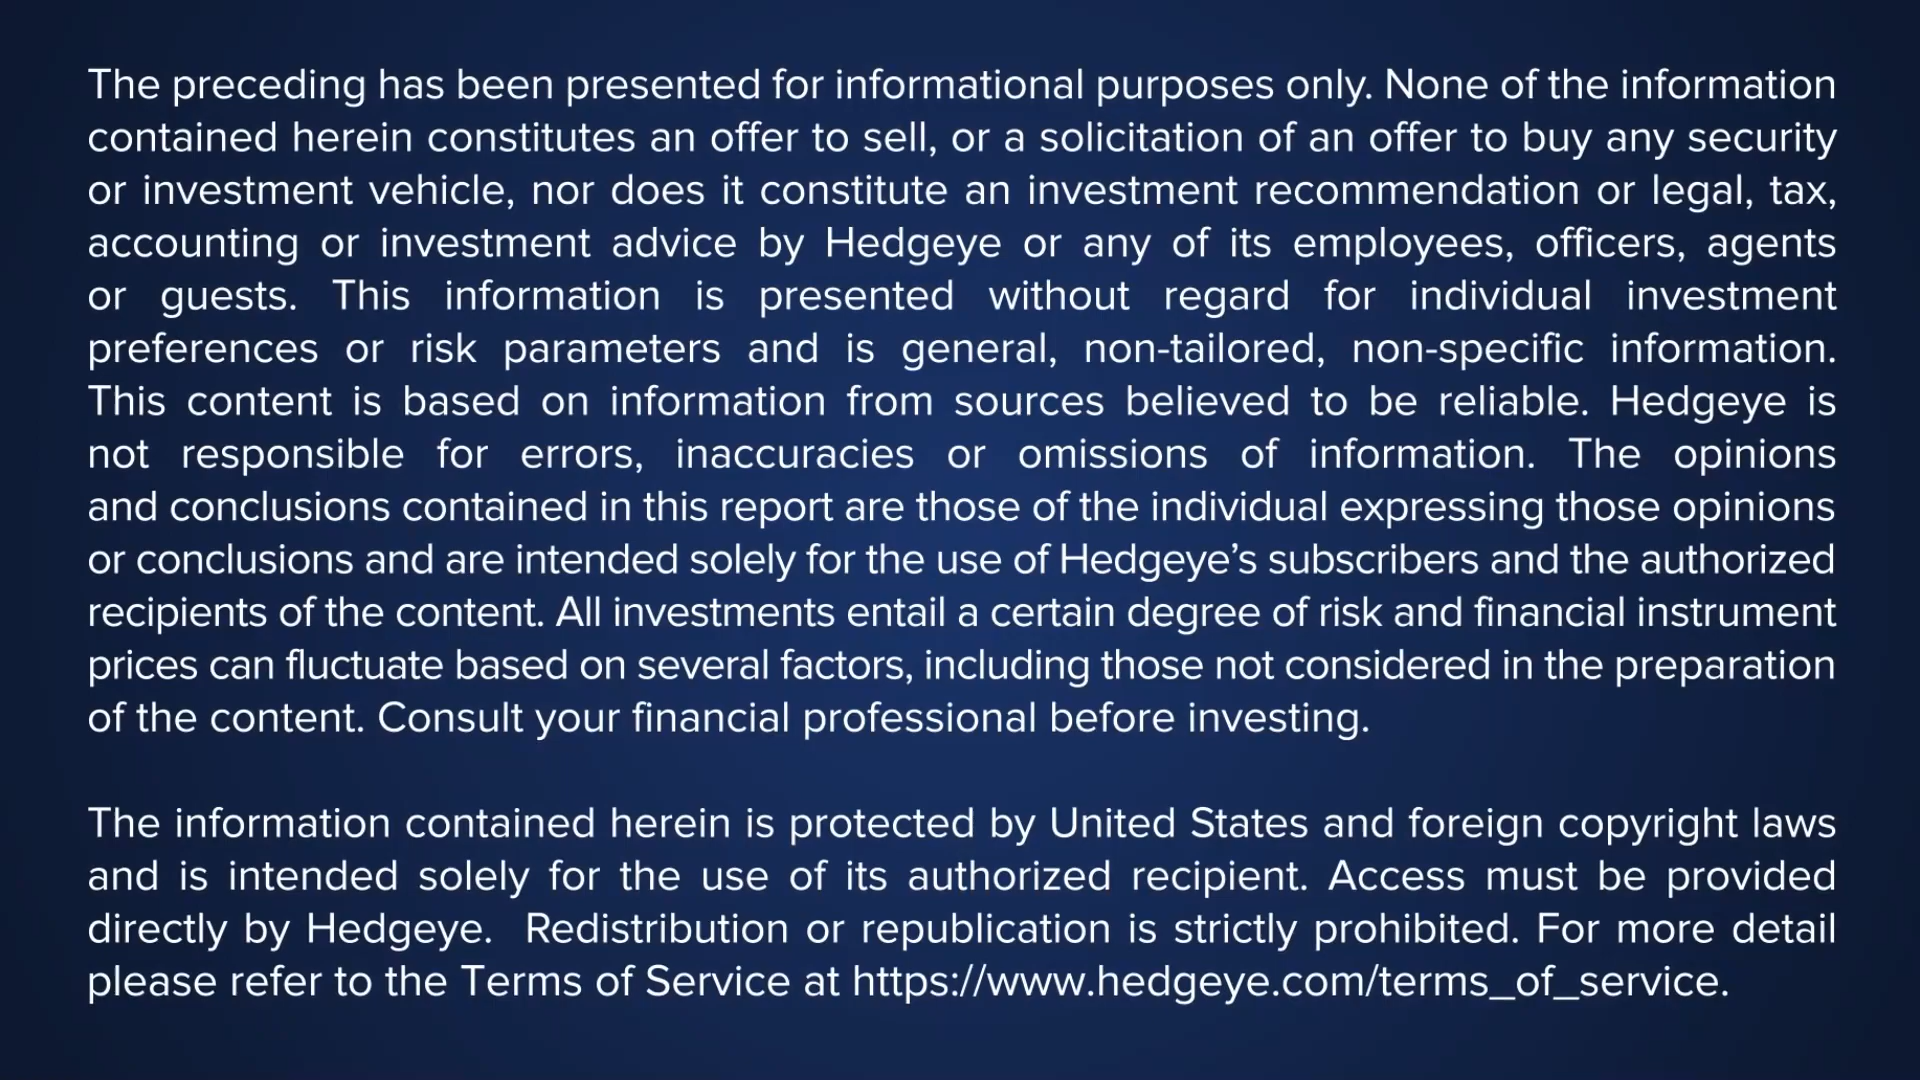 The preceding has been presented for informational purposes only. None of the information
contained herein constitutes an offer to sell, or a solicitation of an offer to buy any security
or investment vehicle, nor does it constitute an investment recommendation or legal, tax,
accounting or investment advice by Hedgeye or any of its employees, officers, agents
or guests. This information is presented without regard for individual investment
preferences or risk parameters and is general, non-tailored, non-specific information.
This content is based on information from sources believed to be reliable. Hedgeye is
not responsible for errors, inaccuracies or omissions of information. The opinions
and conclusions contained in this report are those of the individual expressing those opinions
or conclusions and are intended solely for the use of Hedgeye’s subscribers and the authorized
recipients of the content. All investments entail a certain degree of risk and financial instrument
prices can fluctuate based on several factors, including those not considered in the preparation
of the content. Consult your financial professional before investing.
The information contained herein is protected by United States and foreign copyright laws
and is intended solely for the use of its authorized recipient. Access must be provided
directly by Hedgeye.  Redistribution or republication is strictly prohibited. For more detail
please refer to the Terms of Service at https://www.hedgeye.com/terms_of_service.